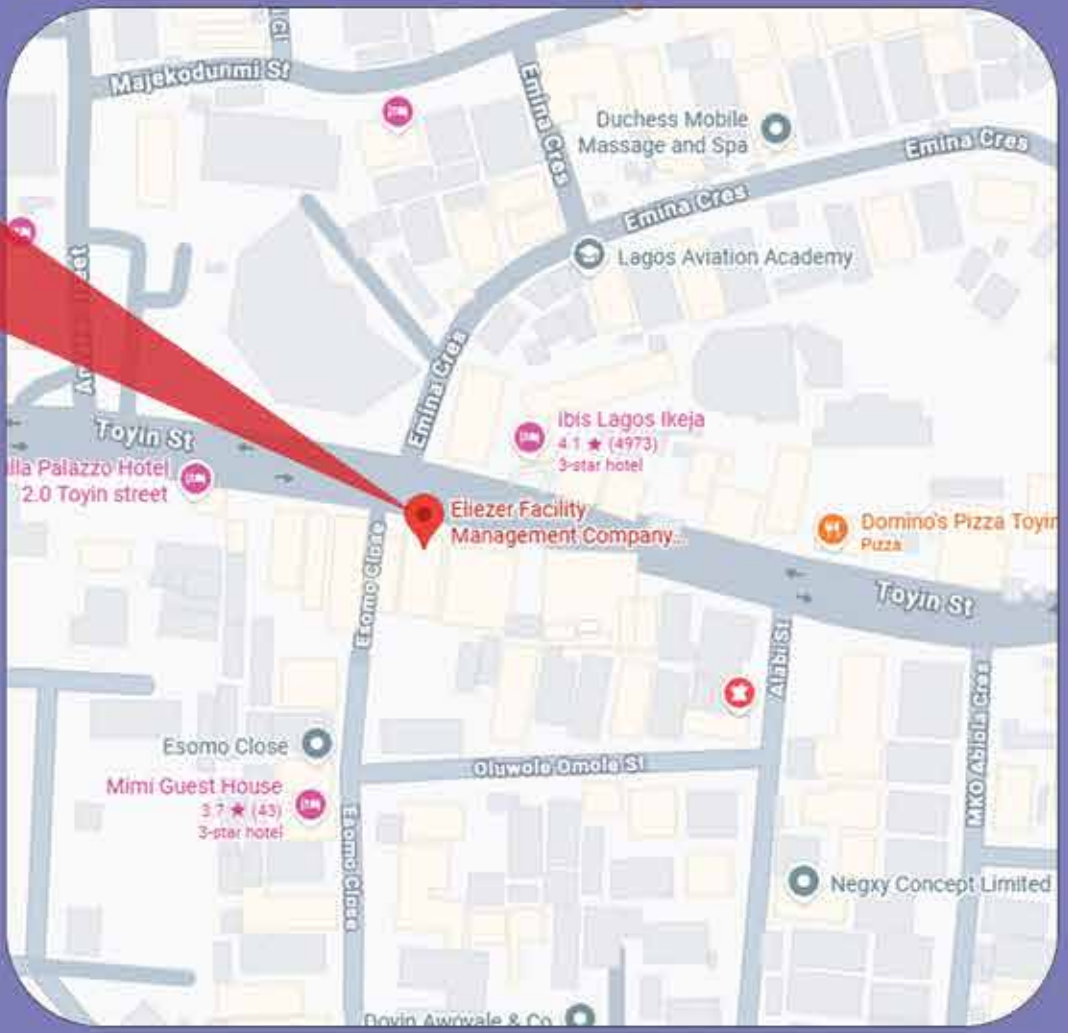 Majekodunmi St
Emina Cres
Duchess Mobile
Massage and Spa
Emina Cres
Emina Cres
Lagos Aviation Academy
Emina Cres
Toyin St
Palazzo Hotel
2.0 Toyin street
ibis Lagos Ikeja
4.1 ★ (4973)
3-star hotel
Eliezer Facility
Management Company...
Domino's Pizza
Pizza
Toyin St
Esomo Close
Alabi St
MKO Abiola Cres
Esomo Close
Oluwole Omole St
Mimi Guest House
3.7 ★ (43)
3-star hotel
Esomo Close
Negxy Concept Limited
Doyin Awoyale & Co